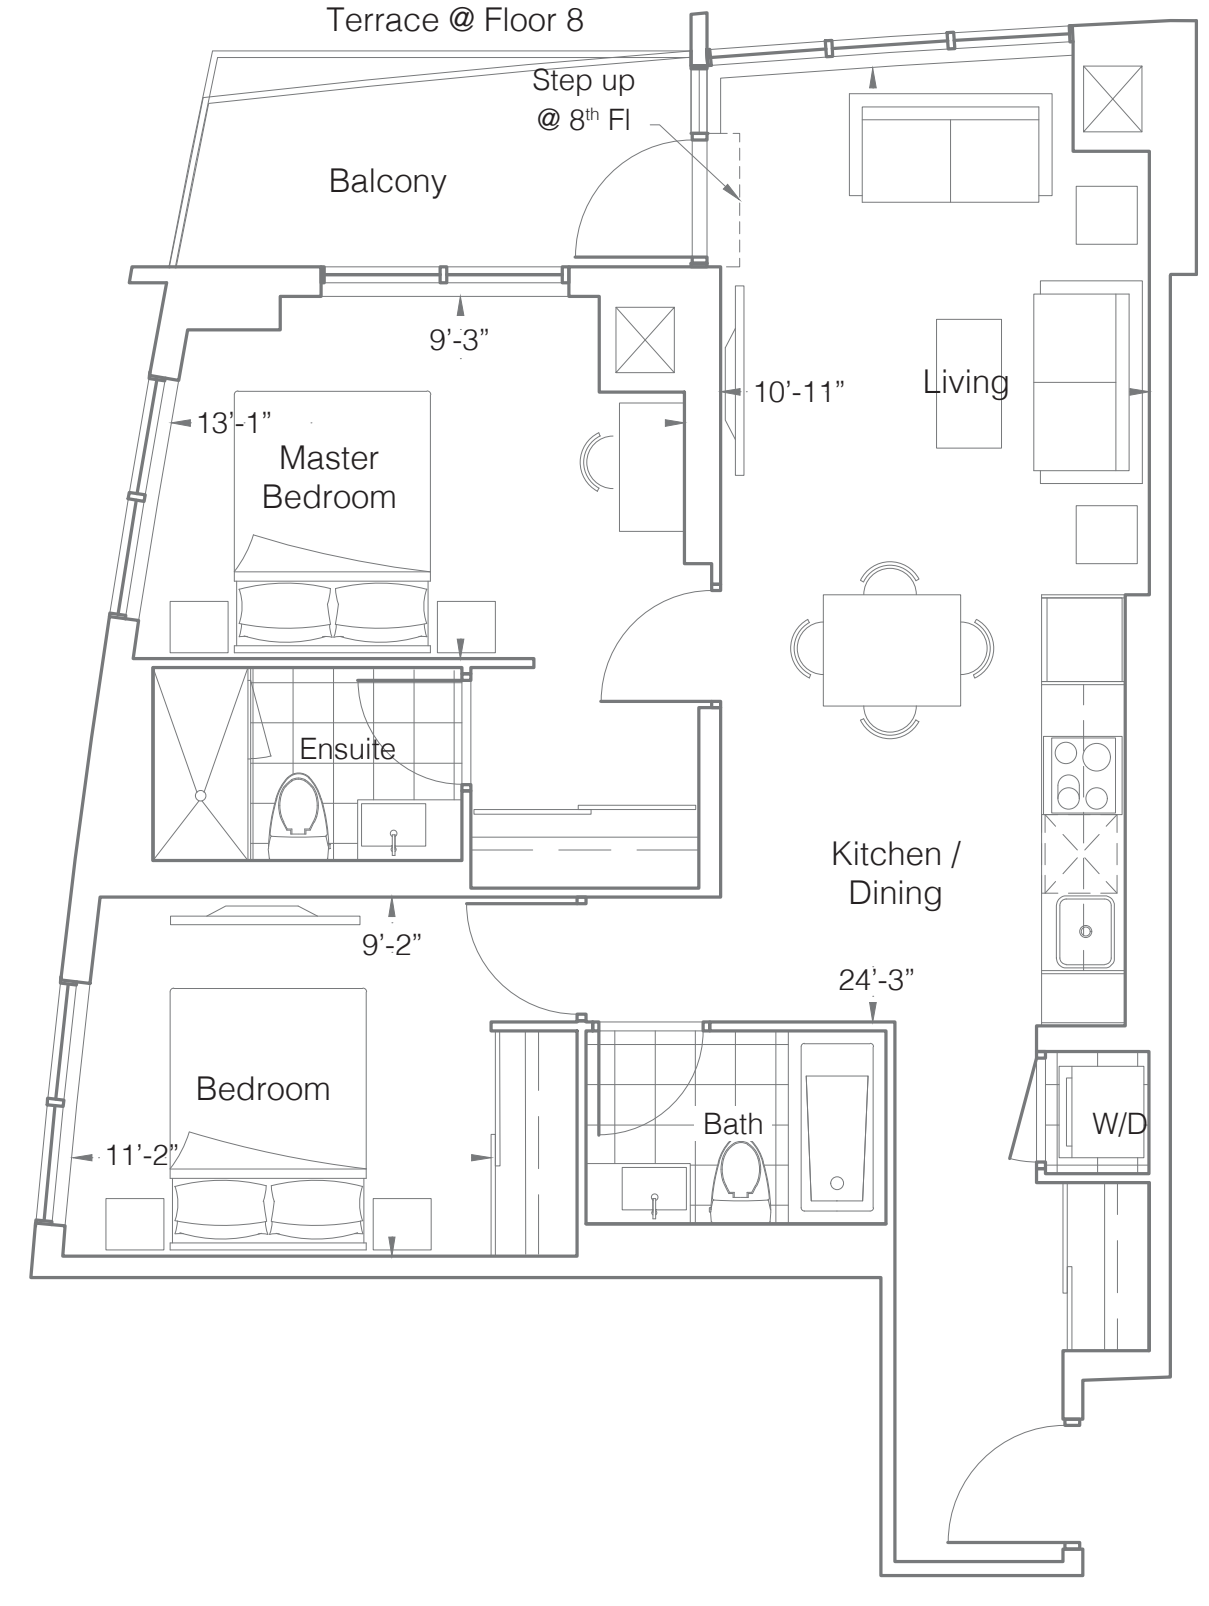 Terrace @ Floor 8
Step up
@ 8th Fl
Balcony
9’-3”
13’-1”
10’-11”
Living
Master
Bedroom
Ensuite
Kitchen /
Dining
9’-2”
24’-3”
Bedroom
Bath
W/D
11’-2”